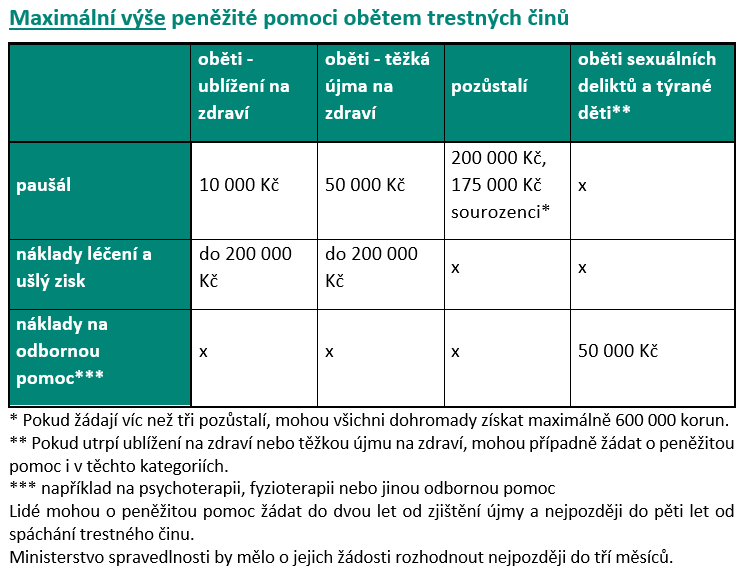 Maximální výše peněžité pomoci obětem trestných činů
oběti -
ublížení na
zdraví
oběti - těžká
újma na
zdraví
pozůstalí
oběti sexuálních
deliktů a týrané
děti**
paušál
10 000 Kč
50 000 Kč
200 000 Kč,
175 000 Kč
sourozenci*
x
náklady léčení a
ušlý zisk
do 200 000
Kč
do 200 000
Kč
x
x
náklady na
odbornou
pomoc***
x
x
x
50 000 Kč
* Pokud žádají víc než tři pozůstalí, mohou všichni dohromady získat maximálně 600 000 korun.
** Pokud utrpí ublížení na zdraví nebo těžkou újmu na zdraví, mohou případně žádat o peněžitou
pomoc i v těchto kategoriích.
*** například na psychoterapii, fyzioterapii nebo jinou odbornou pomoc
Lidé mohou o peněžitou pomoc žádat do dvou let od zjištění újmy a nejpozději do pěti let od
spáchání trestného činu.
Ministerstvo spravedlnosti by mělo o jejich žádosti rozhodnout nejpozději do tří měsíců.